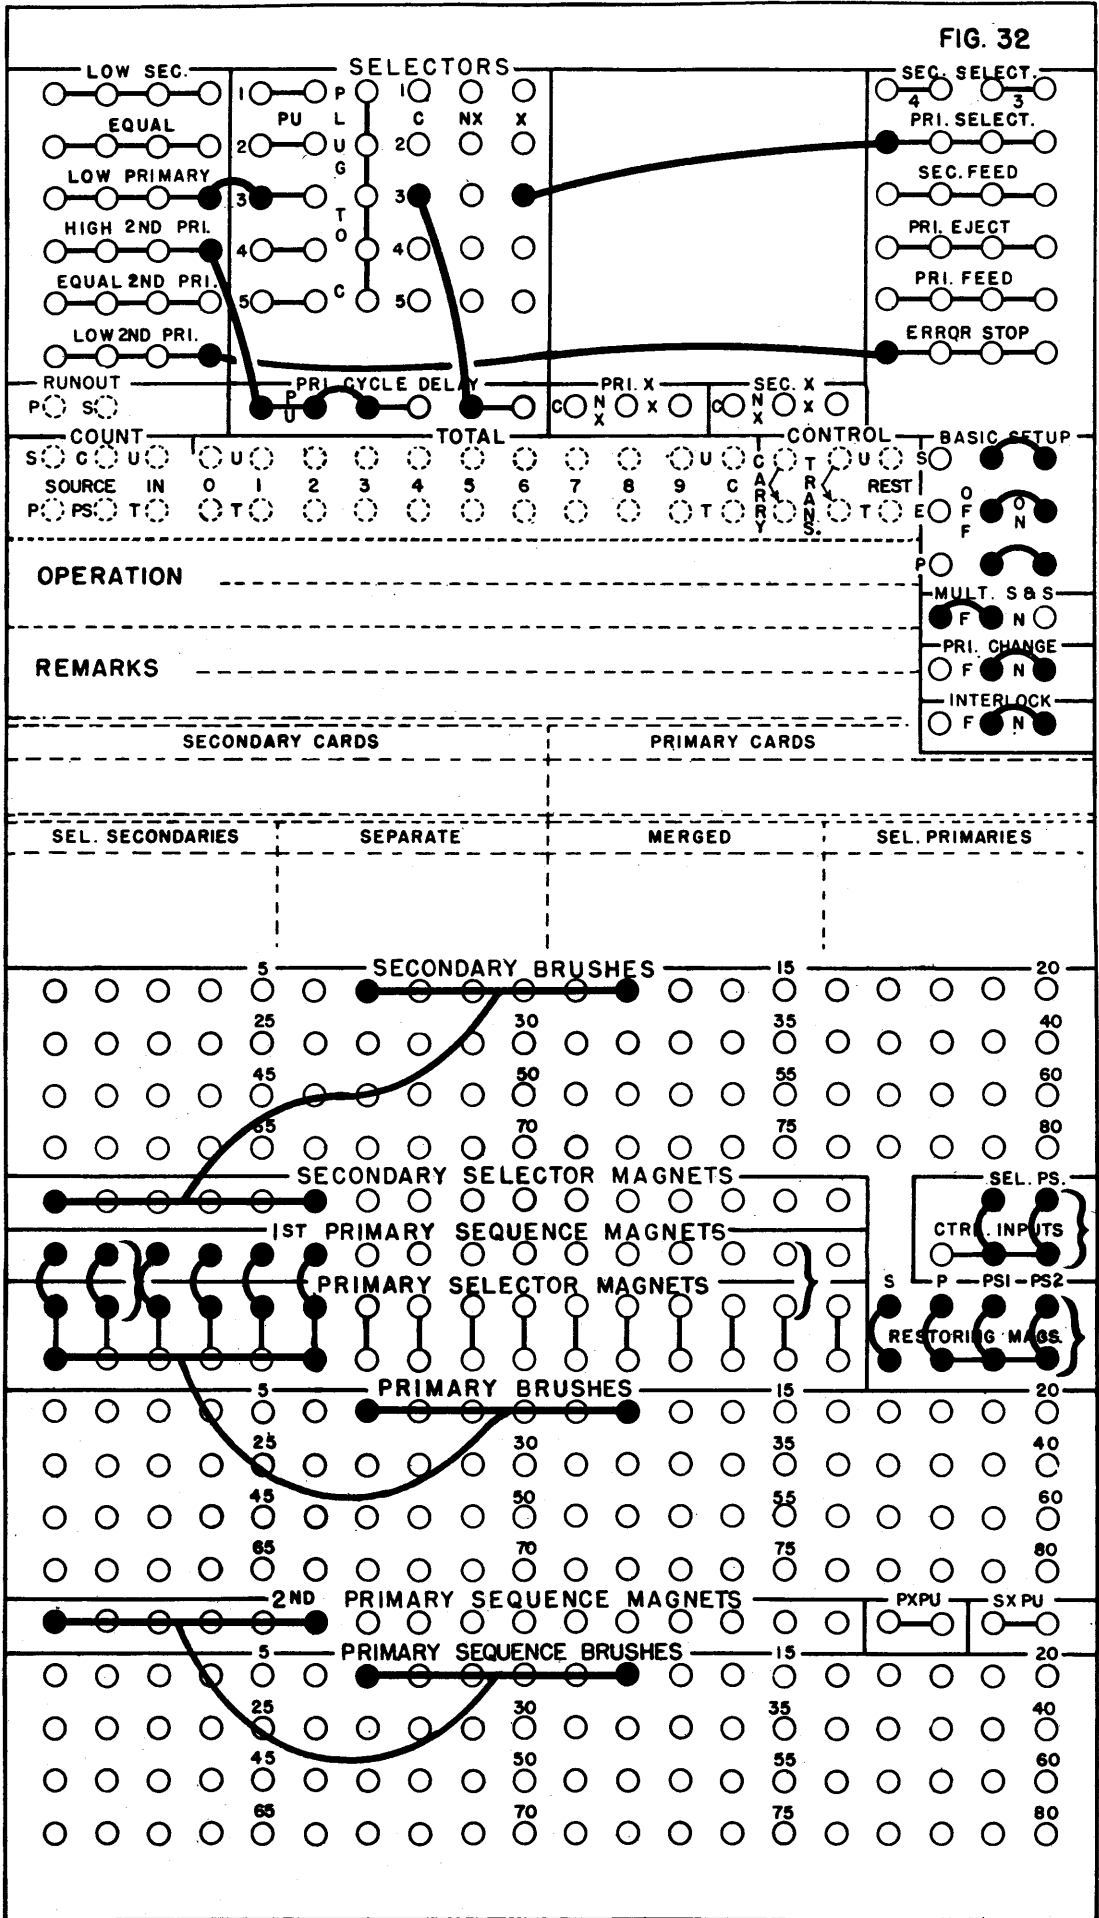 FIG. 32
LOW SEC. SELECTORS SEC. SELECT.
1 P 1 C NX X 4 3
EQUAL PU L PRI. SELECT.
2 U 2
LOW PRIMARY G SEC. FEED
3 3
HIGH 2ND PRI. TO PRI. EJECT
4 4
EQUAL 2ND PRI. C PRI. FEED
5 5
LOW 2ND PRI. ERROR STOP
RUNOUT PRI. CYCLE DELAY PRI. X SEC. X
P S PU C NX X C NX X
COUNT TOTAL CONTROL BASIC SETUP
S C U U U CARRY TRANS. U S
SOURCE IN 0 1 2 3 4 5 6 7 8 9 C REST OFF ON
P PS T T T T E
OPERATION P
MULT. S & S
F N
REMARKS PRI. CHANGE
F N
INTERLOCK
F N
SECONDARY CARDS PRIMARY CARDS
SEL. SECONDARIES SEPARATE MERGED SEL. PRIMARIES
5 SECONDARY BRUSHES 15 20
25 30 35 40
45 50 55 60
65 70 75 80
SECONDARY SELECTOR MAGNETS SEL. PS.
1ST PRIMARY SEQUENCE MAGNETS CTRL. INPUTS
PRIMARY SELECTOR MAGNETS S P PS1 PS2
RESTORING MAGS.
5 PRIMARY BRUSHES 15 20
25 30 35 40
45 50 55 60
65 70 75 80
2ND PRIMARY SEQUENCE MAGNETS PXPU SXPU
5 PRIMARY SEQUENCE BRUSHES 15 20
25 30 35 40
45 50 55 60
65 70 75 80